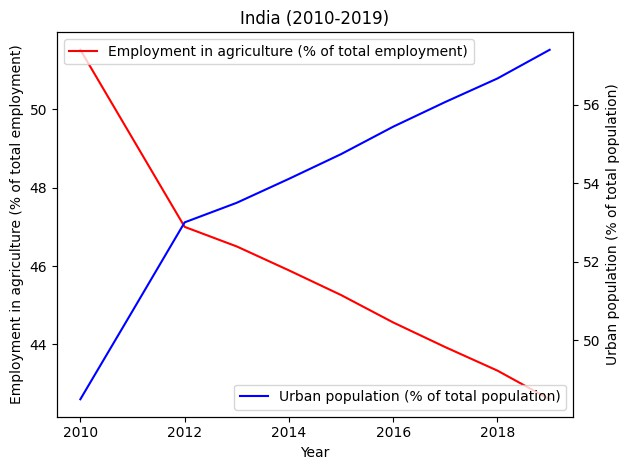 India (2010-2019)
Employment in agriculture (% of total employment)
Employment in agriculture (% of total employment)
50
48
46
44
56
54
52
50
Urban population (% of total population)
Urban population (% of total population)
2010 2012 2014 2016 2018
Year